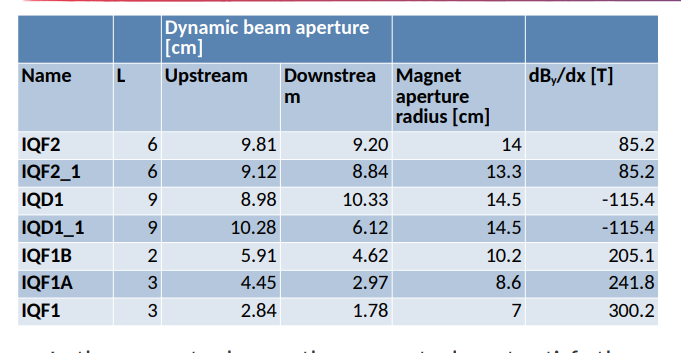 Dynamic beam aperture
[cm]
Name L Upstream Downstrea
m Magnet
aperture
radius [cm] dBy/dx [T]
IQF2 6 9.81 9.20 14 85.2
IQF2_1 6 9.12 8.84 13.3 85.2
IQD1 9 8.98 10.33 14.5 -115.4
IQD1_1 9 10.28 6.12 14.5 -115.4
IQF1B 2 5.91 4.62 10.2 205.1
IQF1A 3 4.45 2.97 8.6 241.8
IQF1 3 2.84 1.78 7 300.2